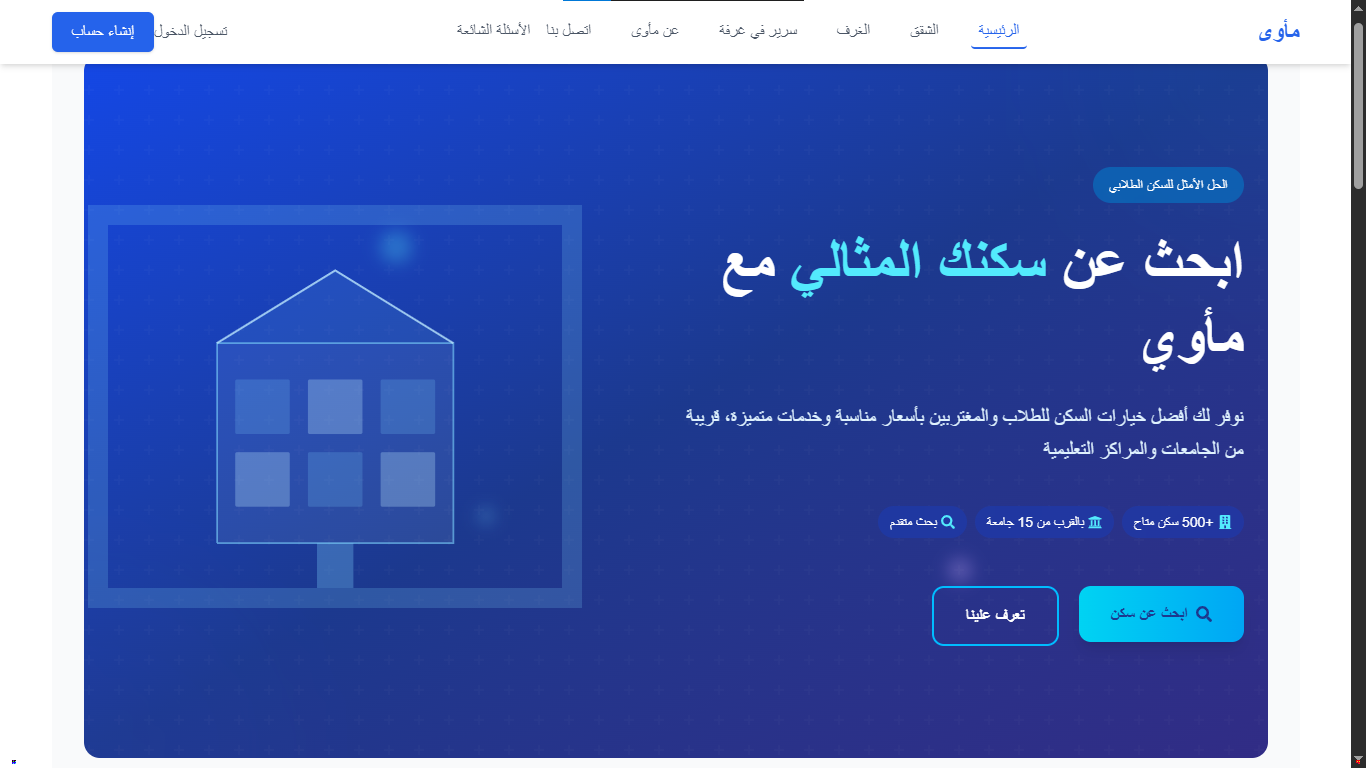 مأوى
الرئيسية
الشقق
الغرف
سرير في غرفة
عن مأوى
اتصل بنا
الأسئلة الشائعة
تسجيل الدخول
إنشاء حساب
الحل الأمثل للسكن الطلابي
ابحث عن سكنك المثالي مع
مأوي
نوفر لك أفضل خيارات السكن للطلاب والمغتربين بأسعار مناسبة وخدمات متميزة، قريبة
من الجامعات والمراكز التعليمية
+500 سكن متاح
بالقرب من 15 جامعة
بحث متقدم
ابحث عن سكن
تعرف علينا